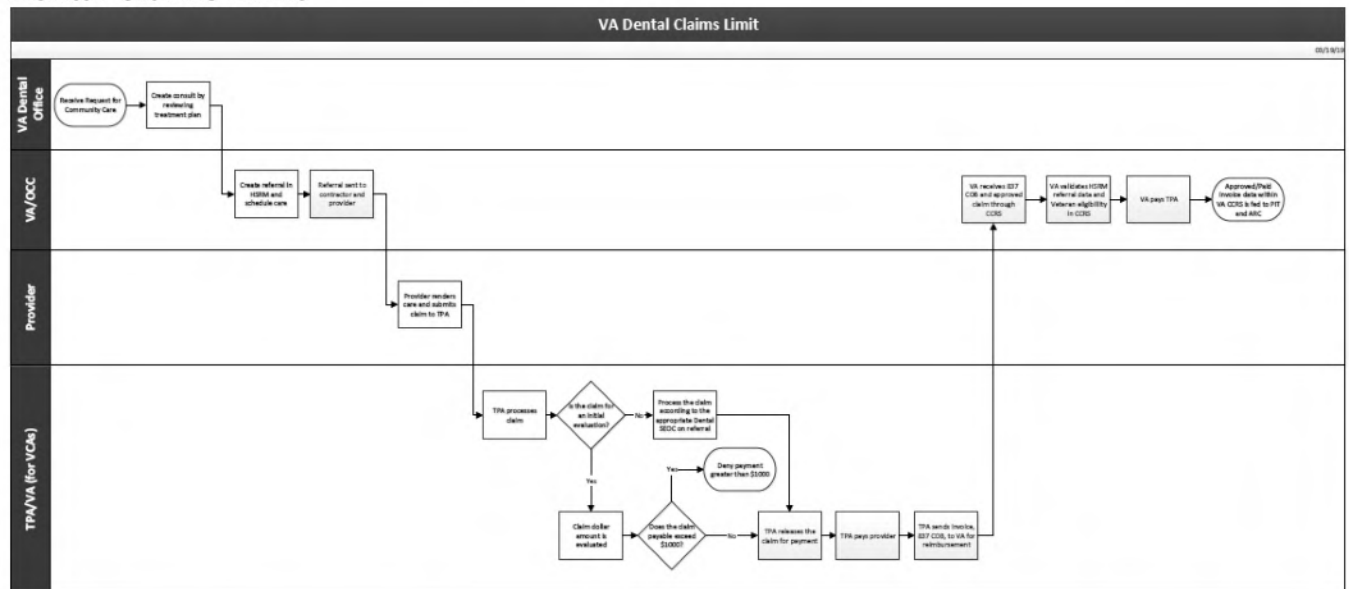 VA Dental Claims Limit
VA Dental
Office
Receive Request for
Community Care
Create consult by
reviewing
treatment plan
VA/OCC
Create referral in
HSRM and
schedule care
Referral sent to
contractor and
provider
VA receives 837
COB and approved
claim through
CCRS
VA validates HSRM
referral data and
Veteran eligibility
in CCRS
VA pays TPA
Approved/Paid
invoice data within
VA CCRS is fed to PIT
and ARC
Provider
Provider renders
care and submits
claim to TPA
TPA/VA (for VCAs)
TPA processes
claim
Is the claim for
an initial
evaluation?
No
Process the claim
according to the
appropriate Dental
SEOC on referral
Yes
Yes
Deny payment
greater than $1000
Claim dollar
amount is
evaluated
Does the claim
payable exceed
$1000?
No
TPA releases the
claim for payment
TPA pays provider
TPA sends invoice,
837 COB, to VA for
reimbursement